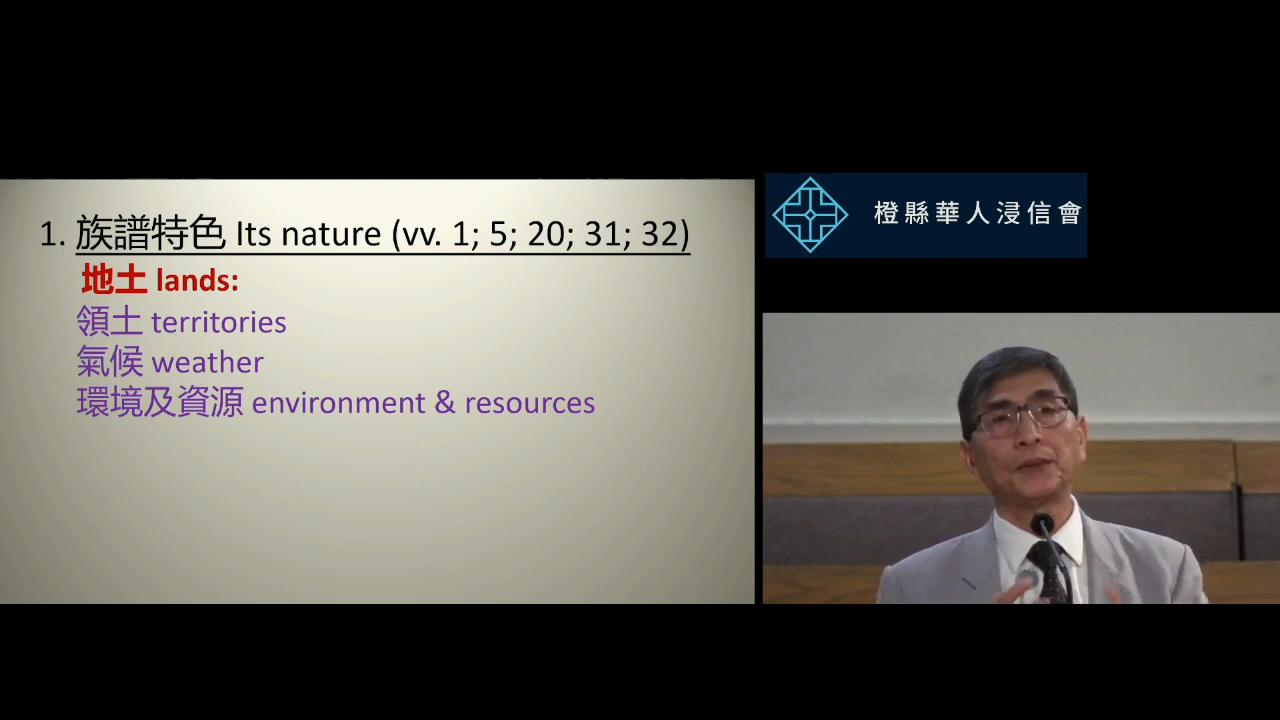 1. 族譜特色 Its nature (vv. 1; 5; 20; 31; 32)
地土 lands:
領土 territories
氣候 weather
環境及資源 environment & resources
橙縣華人浸信會